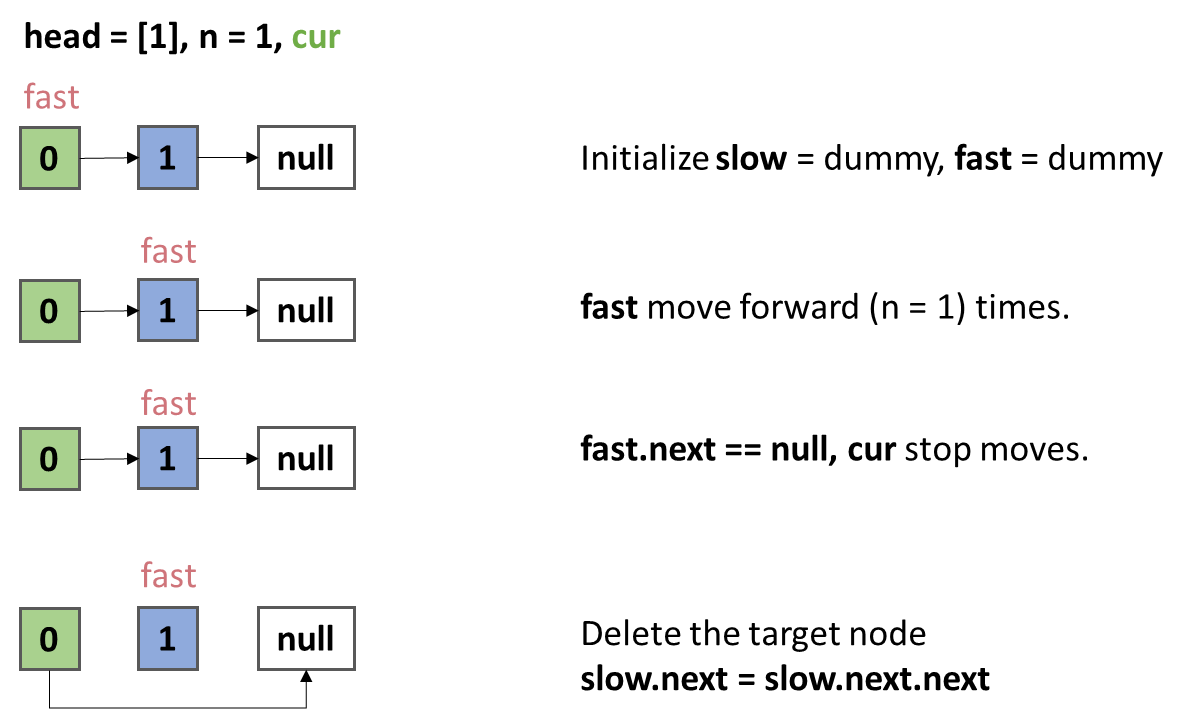 head = [1], n = 1, cur
fast
0 1 null
Initialize slow = dummy, fast = dummy
fast
0 1 null
fast move forward (n = 1) times.
fast
0 1 null
fast.next == null, cur stop moves.
fast
0 1 null
Delete the target node
slow.next = slow.next.next